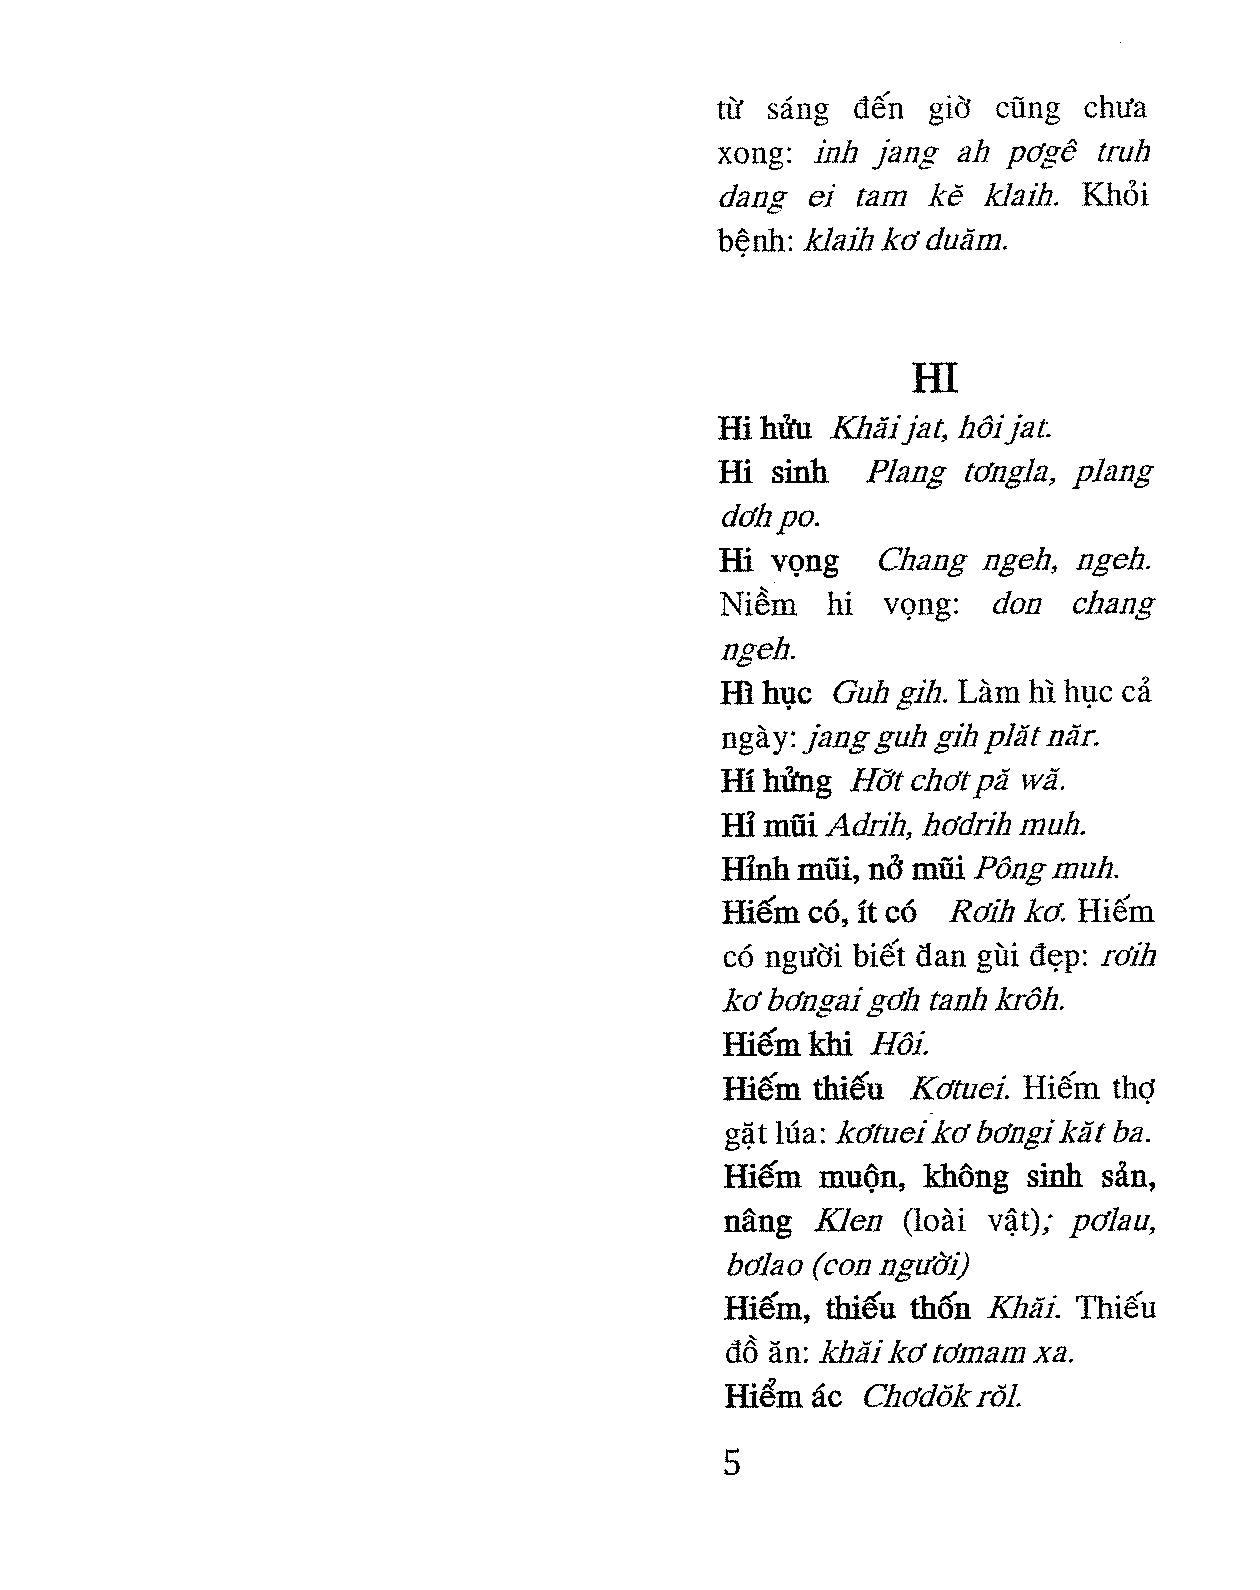 từ sáng đến giờ cũng chưa
xong: inh jang ah pơgê truh
dang ei tam kĕ klaih. Khỏi
bệnh: klaih kơ duăm.
HI
Hi hửu Khăi jat, hôi jat.
Hi sinh Plang tơngla, plang
dơh po.
Hi vọng Chang ngeh, ngeh.
Niềm hi vọng: don chang
ngeh.
Hì hục Guh gih. Làm hì hục cả
ngày: jang guh gih plăt năr.
Hí hửng Hơ̆t chơt pă wă.
Hỉ mũi Adrih, hơdrih muh.
Hỉnh mũi, nở mũi Pông muh.
Hiếm có, ít có Rơih kơ. Hiếm
có người biết đan gùi đẹp: rơih
kơ bơngai gơh tanh krôh.
Hiếm khi Hôi.
Hiếm thiếu Kơtuei. Hiếm thợ
gặt lúa: kơtuei kơ bơngi kăt ba.
Hiếm muộn, không sinh sản,
nâng Klen (loài vật); pơlau,
bơlao (con người)
Hiếm, thiếu thốn Khăi. Thiếu
đồ ăn: khăi kơ tơmam xa.
Hiểm ác Chơdŏk rŏl.
5